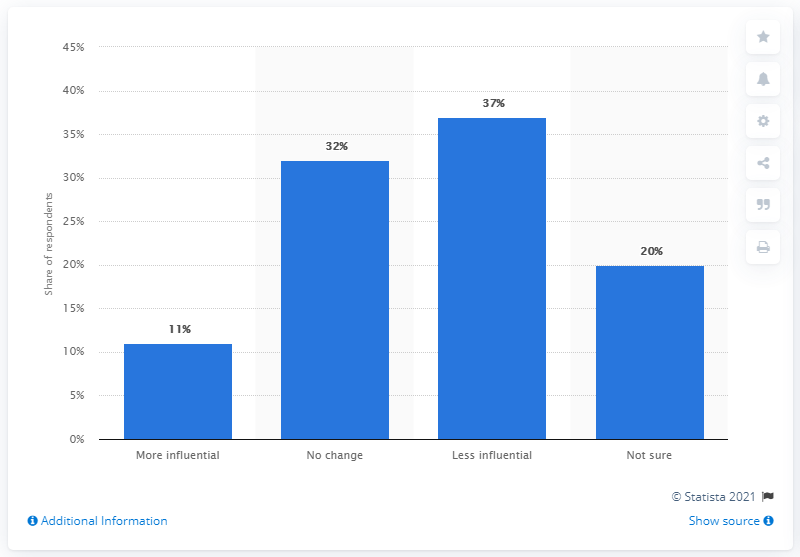 45%
40%
35%
30%
25%
20%
15%
10%
5%
0%
Share of respondents
11%
32%
37%
20%
More influential
No change
Less influential
Not sure
© Statista 2021
Additional Information
Show source